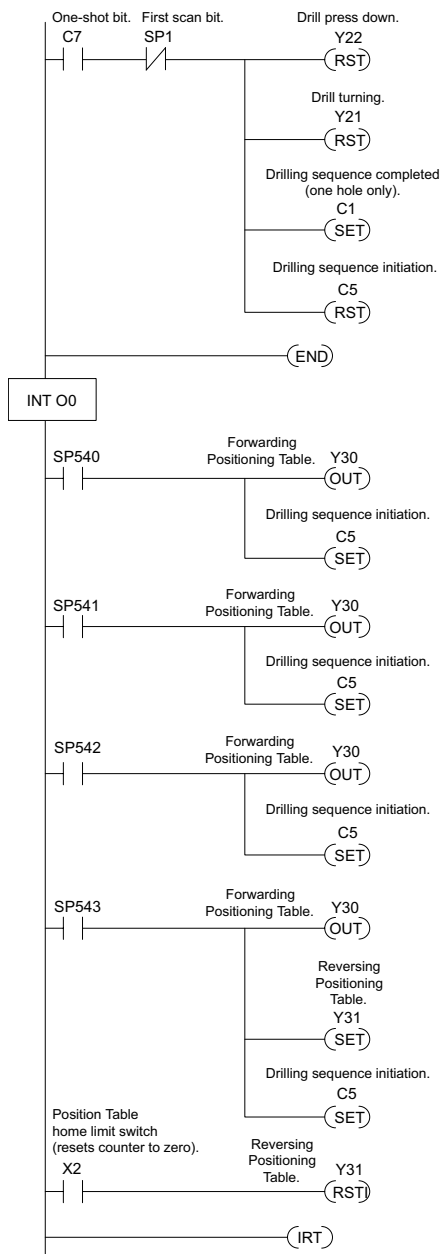 One-shot bit. First scan bit. Drill press down.
C7 SP1 Y22
RST
Drill turning.
Y21
RST
Drilling sequence completed
(one hole only).
C1
SET
Drilling sequence initiation.
C5
RST
END
INT O0
SP540
Forwarding
Positioning Table. Y30
OUT
Drilling sequence initiation.
C5
SET
SP541
Forwarding
Positioning Table. Y30
OUT
Drilling sequence initiation.
C5
SET
SP542
Forwarding
Positioning Table. Y30
OUT
Drilling sequence initiation.
C5
SET
SP543
Forwarding
Positioning Table. Y30
OUT
Reversing
Positioning
Table.
Y31
SET
Drilling sequence initiation.
C5
SET
Position Table
home limit switch
(resets counter to zero).
X2
Reversing
Positioning
Table. Y31
RSTI
IRT